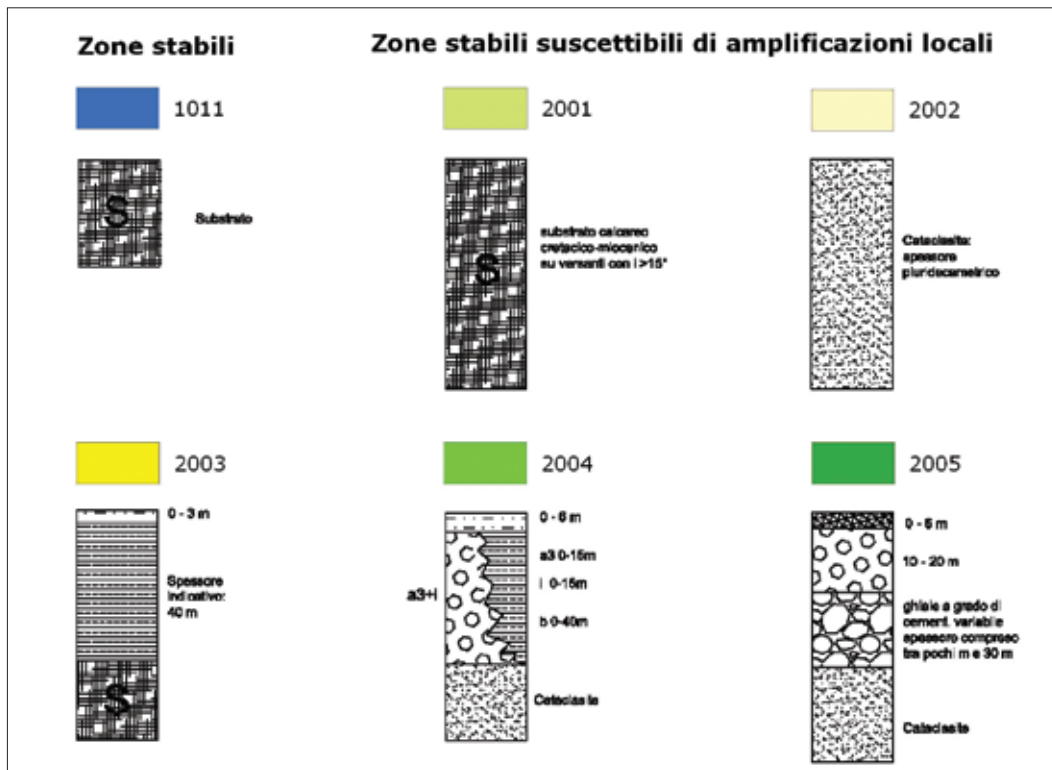 Zone stabili
Zone stabili suscettibili di amplificazioni locali
1011
2001
2002
S
Substrato
S
substrato calcareo
cretacico-miocenico
su versanti con i >15°
Cataclasite:
spessore
pluridecametrico
2003
2004
2005
0 - 3 m
Spessore
indicativo:
40 m
S
0 - 6 m
a3 0-15m
i 0-15m
b 0-40m
a3+i
Cataclasite
0 - 5 m
10 - 20 m
ghiaie a grado di
cement. variabile
spessore compreso
tra pochi m e 30 m
Cataclasite